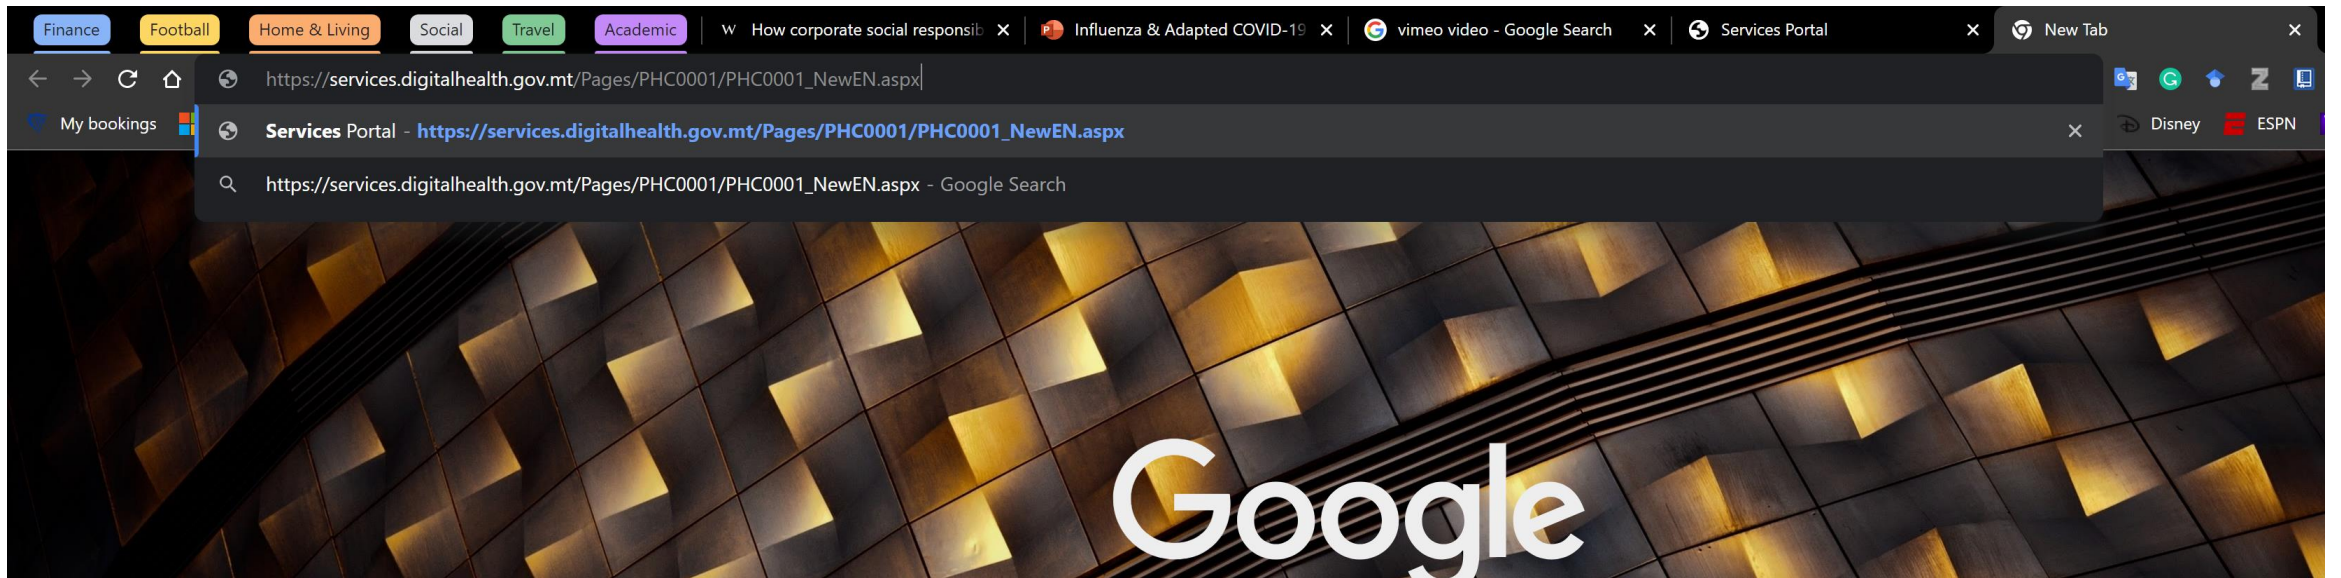 Finance Football Home & Living Social Travel Academic W How corporate social responsib Influenza & Adapted COVID-19 vimeo video - Google Search Services Portal New Tab
https://services.digitalhealth.gov.mt/Pages/PHC0001/PHC0001_NewEN.aspx
My bookings Services Portal - https://services.digitalhealth.gov.mt/Pages/PHC0001/PHC0001_NewEN.aspx Disney ESPN
https://services.digitalhealth.gov.mt/Pages/PHC0001/PHC0001_NewEN.aspx - Google Search
Google